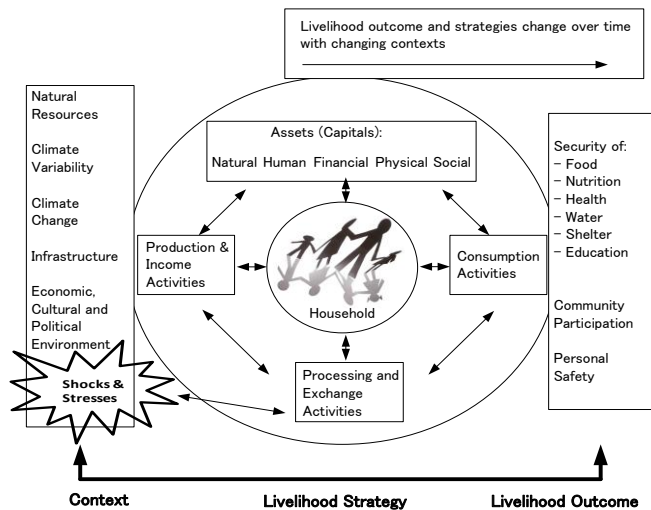 Livelihood outcome and strategies change over time
with changing contexts
Natural
Resources
Climate
Variability
Climate
Change
Infrastructure
Economic,
Cultural and
Political
Environment
Shocks &
Stresses
Assets (Capitals):
Natural Human Financial Physical Social
Production &
Income
Activities
Household
Consumption
Activities
Processing and
Exchange
Activities
Security of:
- Food
- Nutrition
- Health
- Water
- Shelter
- Education
Community
Participation
Personal
Safety
Context
Livelihood Strategy
Livelihood Outcome